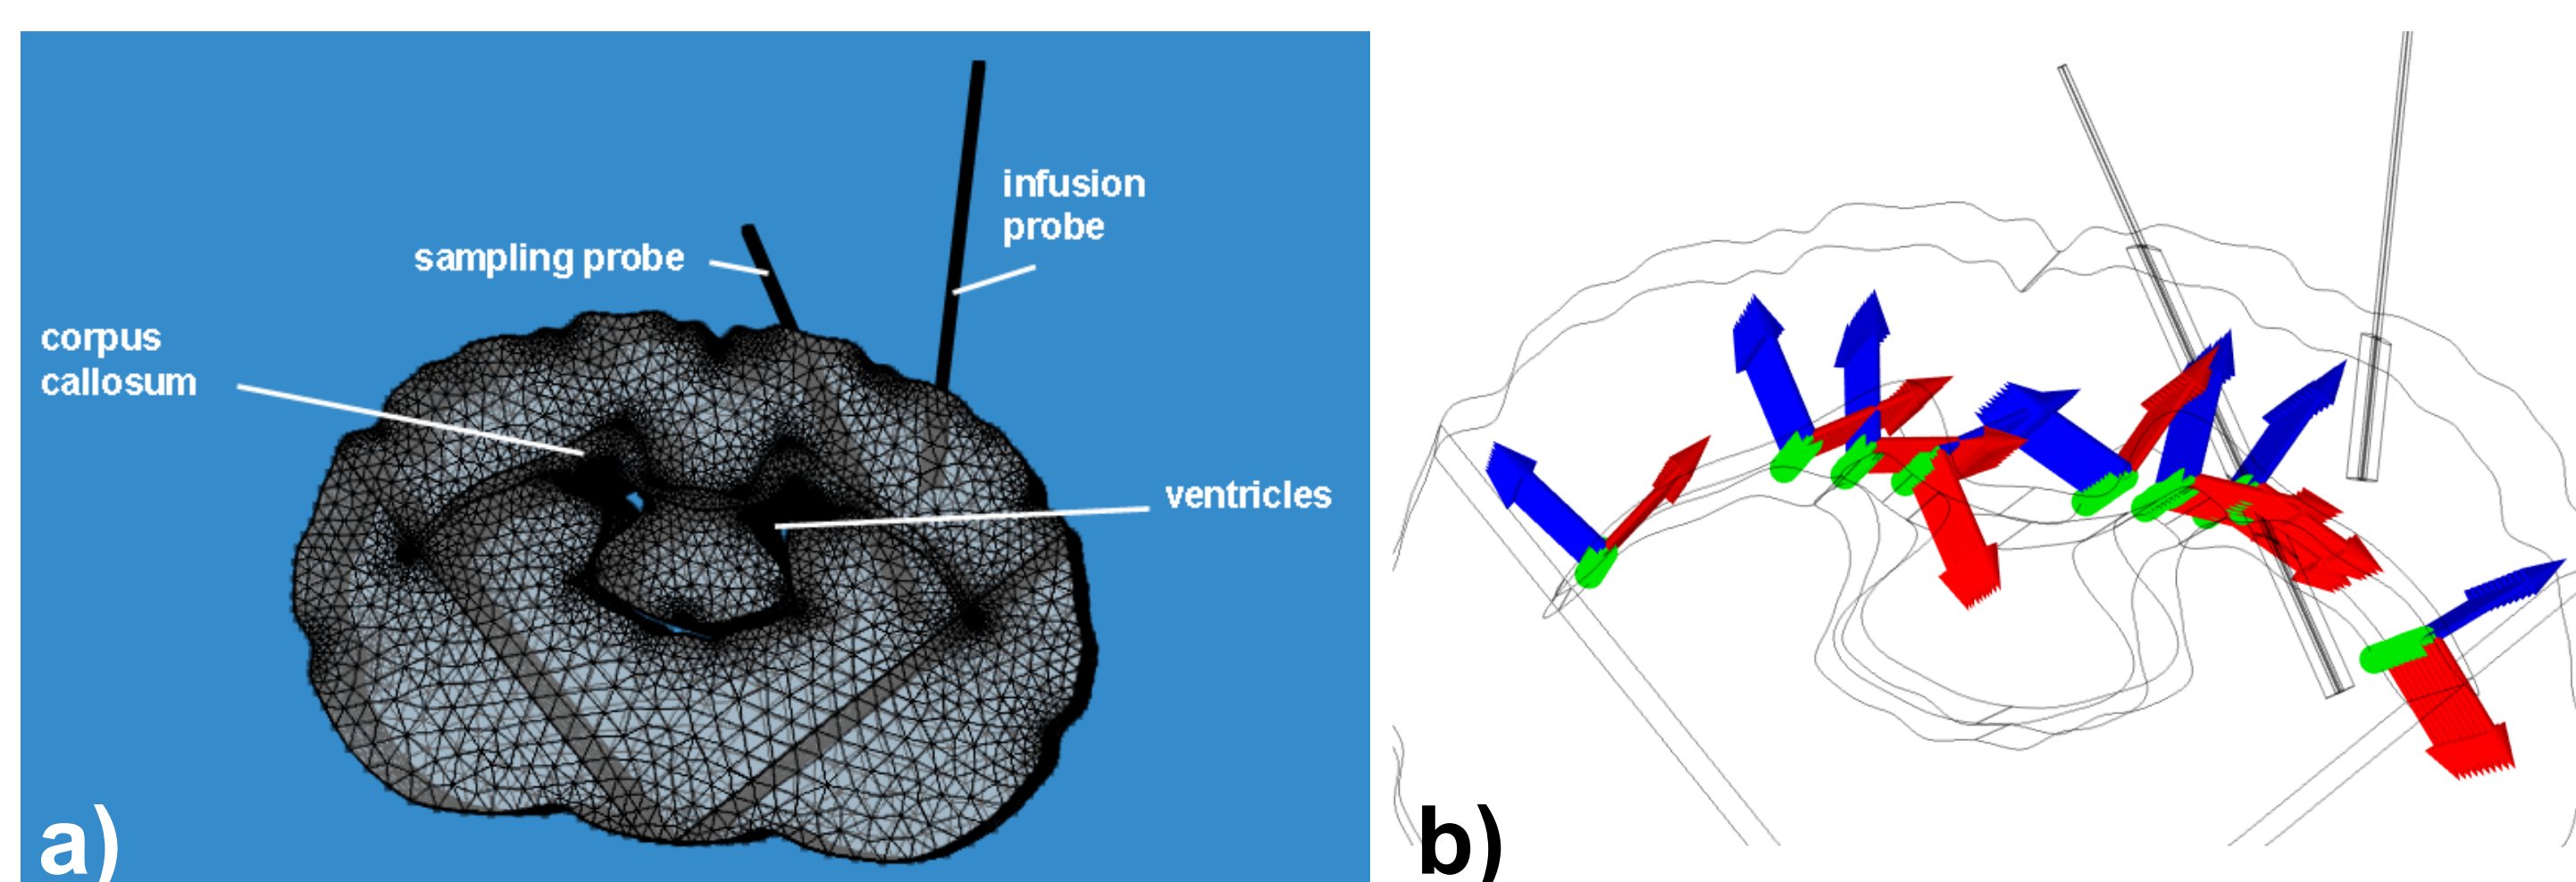 infusion
probe
sampling probe
corpus
callosum
ventricles
a)
b)